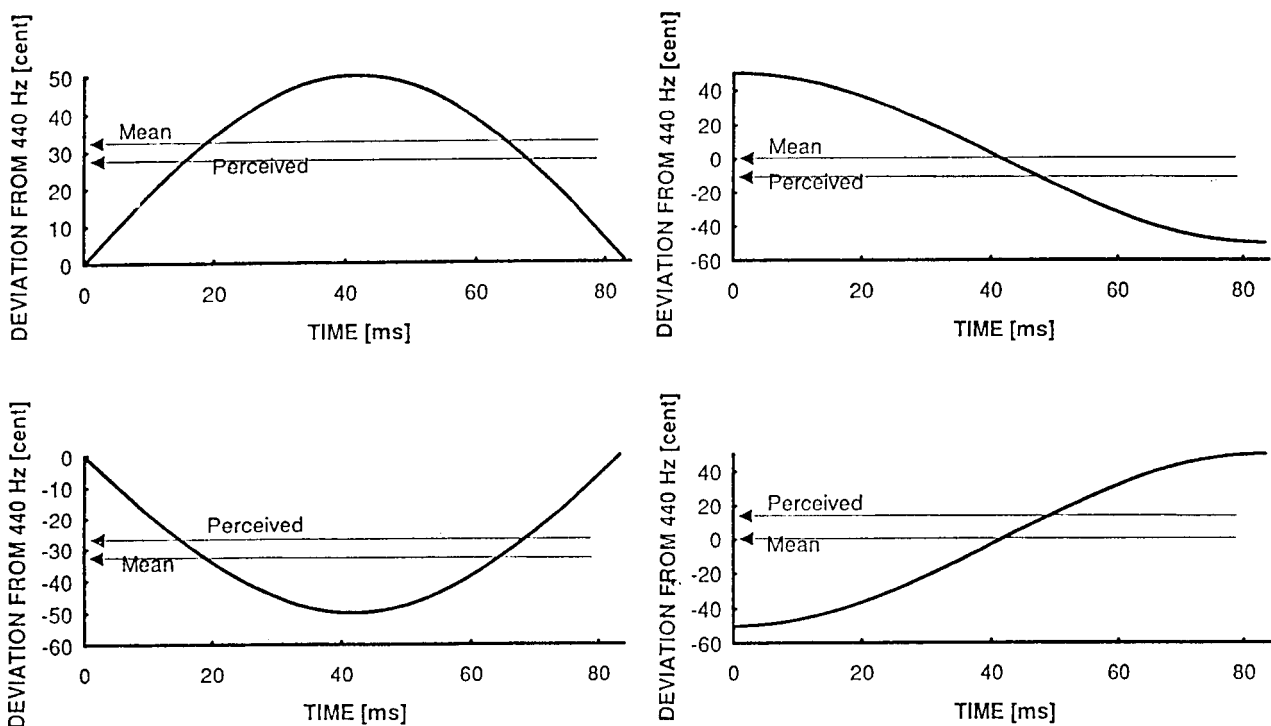 DEVIATION FROM 440 Hz [cent]
50
40
30
20
10
0
Mean
Perceived
0 20 40 60 80
TIME [ms]
DEVIATION FROM 440 Hz [cent]
40
20
0
-20
-40
-60
Mean
Perceived
0 20 40 60 80
TIME [ms]
DEVIATION FROM 440 Hz [cent]
0
-10
-20
-30
-40
-50
-60
Perceived
Mean
0 20 40 60 80
TIME [ms]
DEVIATION FROM 440 Hz [cent]
40
20
0
-20
-40
-60
Perceived
Mean
0 20 40 60 80
TIME [ms]